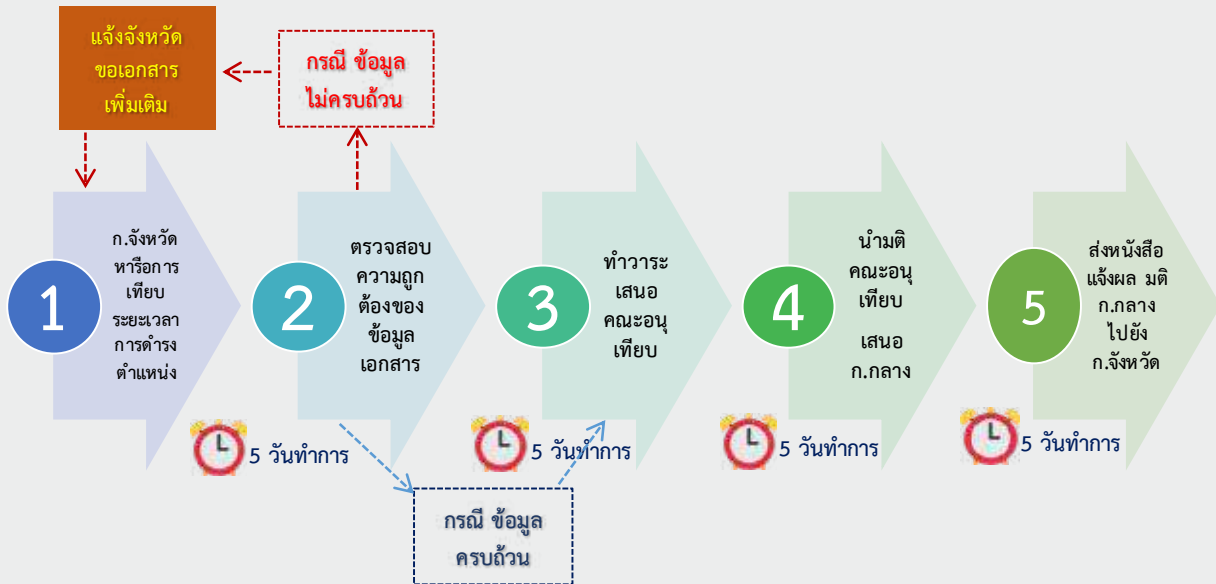 แจ้งจังหวัด
ขอเอกสาร
เพิ่มเติม
กรณี ข้อมูล
ไม่ครบถ้วน
1
ก.จังหวัด
หารือการ
เทียบ
ระยะเวลา
การดำรง
ตำแหน่ง
2
ตรวจสอบ
ความถูก
ต้องของ
ข้อมูล
เอกสาร
5 วันทำการ
3
ทำวาระ
เสนอ
คณะอนุ
เทียบ
5 วันทำการ
4
นำมติ
คณะอนุ
เทียบ
เสนอ
ก.กลาง
5 วันทำการ
5
ส่งหนังสือ
แจ้งผล มติ
ก.กลาง
ไปยัง
ก.จังหวัด
5 วันทำการ
กรณี ข้อมูล
ครบถ้วน